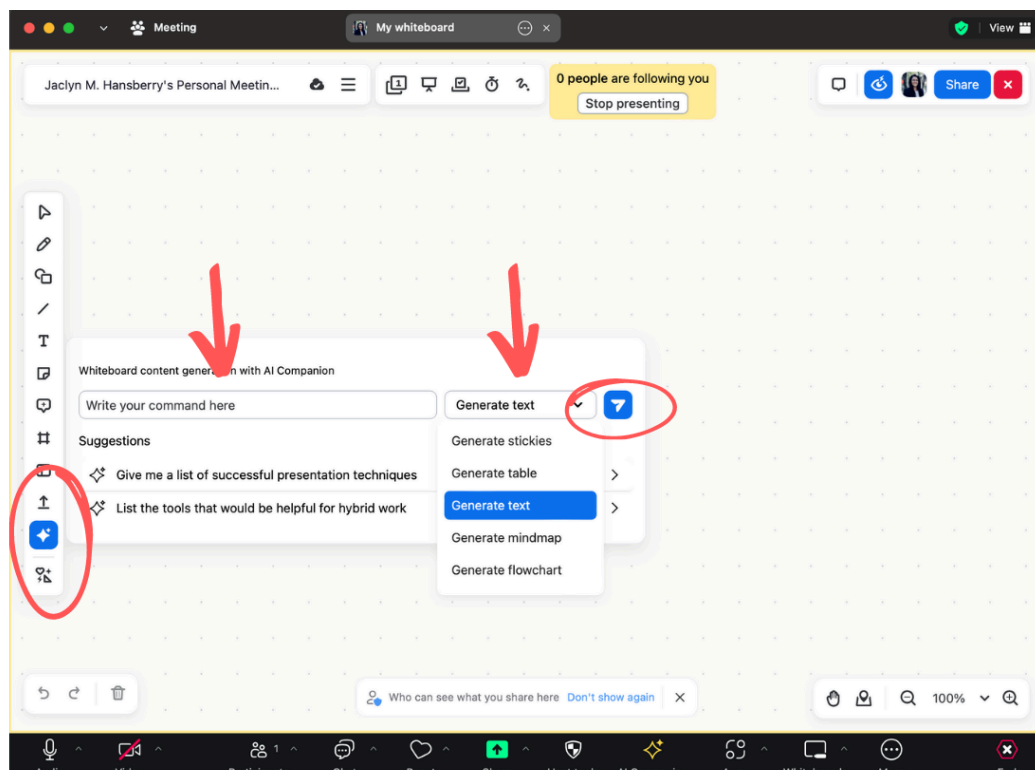 Meeting
My whiteboard
View
Jaclyn M. Hansberry's Personal Meetin...
1
0 people are following you
Stop presenting
Share
T
Whiteboard content generation with AI Companion
Write your command here
Generate text
Suggestions
Generate stickies
Give me a list of successful presentation techniques
Generate table
List the tools that would be helpful for hybrid work
Generate text
Generate mindmap
Generate flowchart
Who can see what you share here Don't show again
100%
1